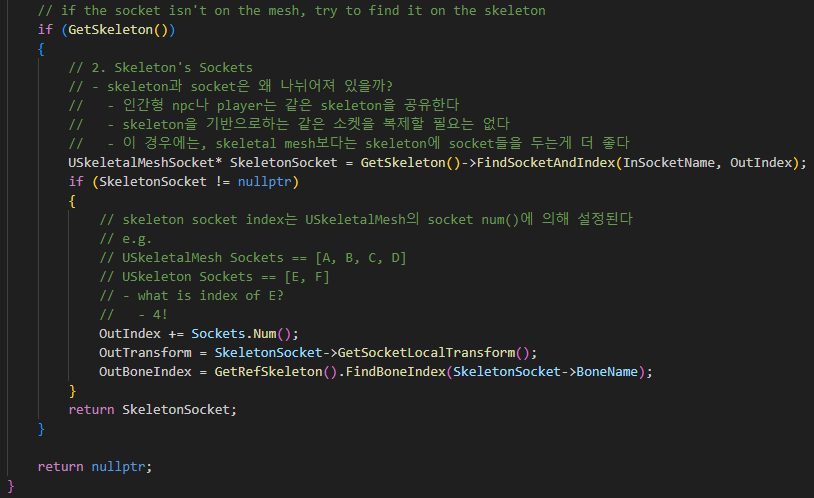 // if the socket isn't on the mesh, try to find it on the skeleton
if (GetSkeleton())
{
// 2. Skeleton's Sockets
// - skeleton과 socket은 왜 나뉘어져 있을까?
//   - 인간형 npc나 player는 같은 skeleton을 공유한다
//   - skeleton을 기반으로하는 같은 소켓을 복제할 필요는 없다
//   - 이 경우에는, skeletal mesh보다는 skeleton에 socket들을 두는게 더 좋다
USkeletalMeshSocket* SkeletonSocket = GetSkeleton()->FindSocketAndIndex(InSocketName, OutIndex);
if (SkeletonSocket != nullptr)
{
// skeleton socket index는 USkeletalMesh의 socket num()에 의해 설정된다
// e.g.
// USkeletalMesh Sockets == [A, B, C, D]
// USkeleton Sockets == [E, F]
// - what is index of E?
//   - 4!
OutIndex += Sockets.Num();
OutTransform = SkeletonSocket->GetSocketLocalTransform();
OutBoneIndex = GetRefSkeleton().FindBoneIndex(SkeletonSocket->BoneName);
}
return SkeletonSocket;
}
return nullptr;
}